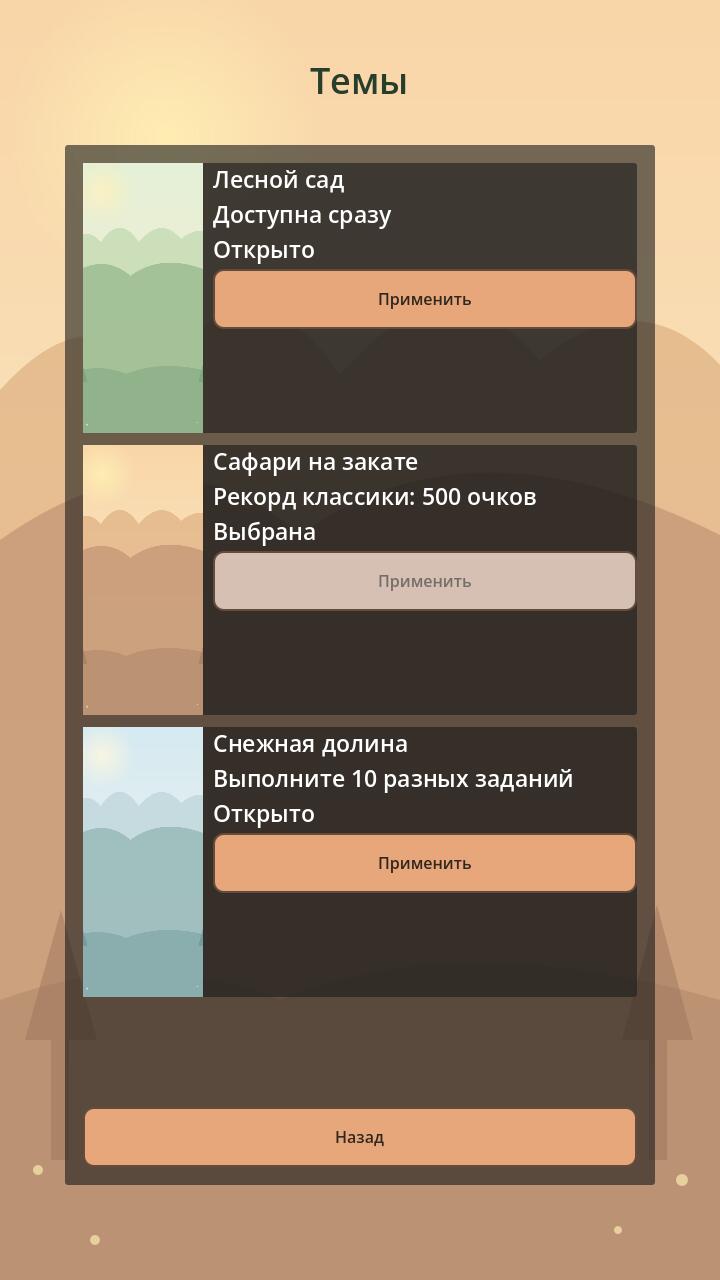 Темы
Лесной сад
Доступна сразу
Открыто
Применить
Сафари на закате
Рекорд классики: 500 очков
Выбрана
Применить
Снежная долина
Выполните 10 разных заданий
Открыто
Применить
Назад